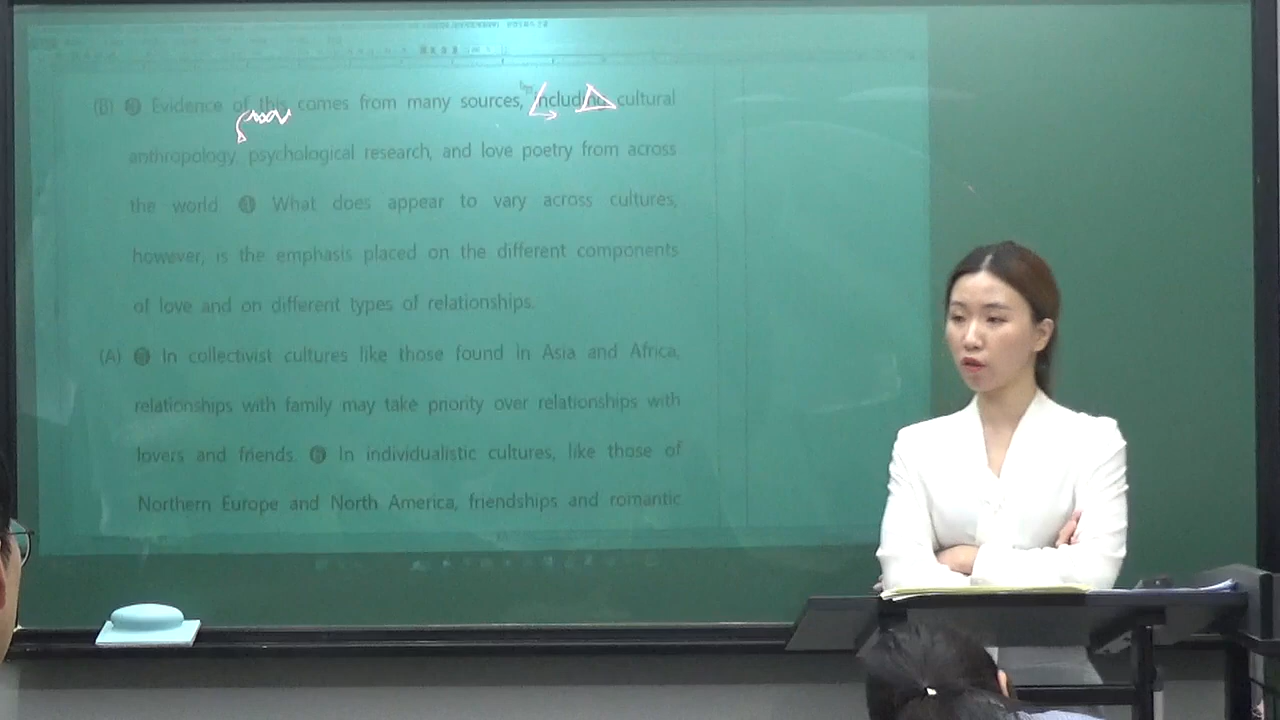 (B) ❸ Evidence of this comes from many sources, including cultural
anthropology, psychological research, and love poetry from across
the world. ❹ What does appear to vary across cultures,
however, is the emphasis placed on the different components
of love and on different types of relationships.
(A) ❺ In collectivist cultures like those found in Asia and Africa,
relationships with family may take priority over relationships with
lovers and friends. ❻ In individualistic cultures, like those of
Northern Europe and North America, friendships and romantic